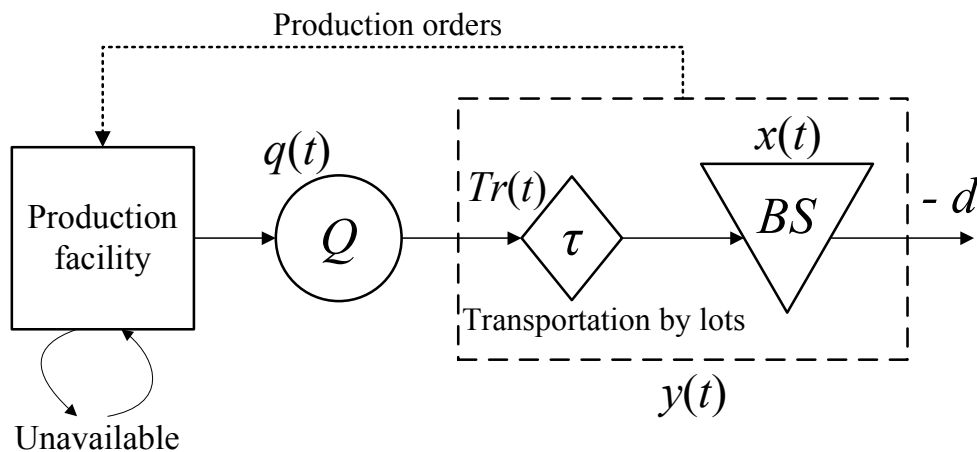 Production orders
q(t)
x(t)
Tr(t)
Production
facility
Q
τ
BS
- d
Transportation by lots
y(t)
Unavailable